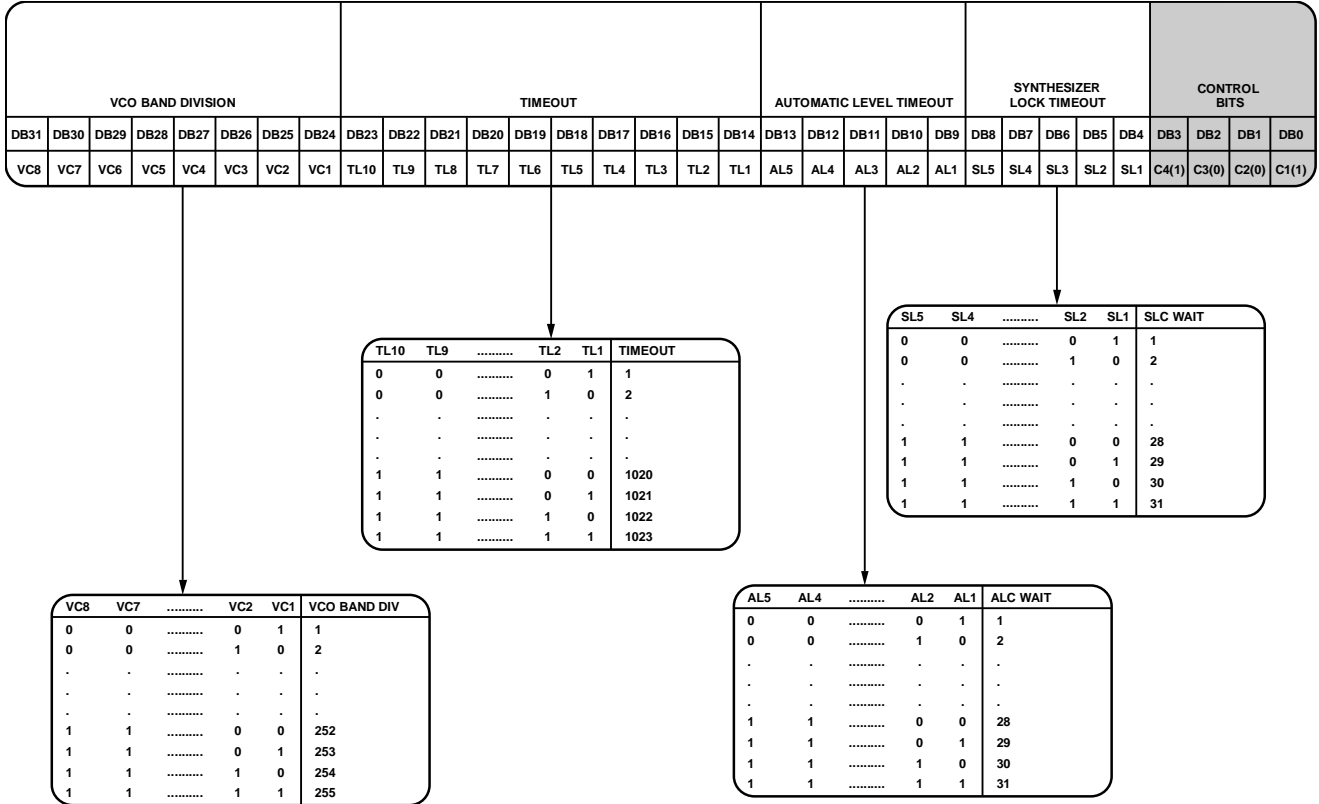 VCO BAND DIVISION TIMEOUT AUTOMATIC LEVEL TIMEOUT SYNTHESIZER LOCK TIMEOUT CONTROL BITS
DB31 DB30 DB29 DB28 DB27 DB26 DB25 DB24 DB23 DB22 DB21 DB20 DB19 DB18 DB17 DB16 DB15 DB14 DB13 DB12 DB11 DB10 DB9 DB8 DB7 DB6 DB5 DB4 DB3 DB2 DB1 DB0
VC8 VC7 VC6 VC5 VC4 VC3 VC2 VC1 TL10 TL9 TL8 TL7 TL6 TL5 TL4 TL3 TL2 TL1 AL5 AL4 AL3 AL2 AL1 SL5 SL4 SL3 SL2 SL1 C4(1) C3(0) C2(0) C1(1)
SL5 SL4 .......... SL2 SL1 SLC WAIT
0 0 .......... 0 1 1
0 0 .......... 1 0 2
. . .......... . . .
. . .......... . . .
. . .......... . . .
1 1 .......... 0 0 28
1 1 .......... 0 1 29
1 1 .......... 1 0 30
1 1 .......... 1 1 31
TL10 TL9 .......... TL2 TL1 TIMEOUT
0 0 .......... 0 1 1
0 0 .......... 1 0 2
. . .......... . . .
. . .......... . . .
. . .......... . . .
1 1 .......... 0 0 1020
1 1 .......... 0 1 1021
1 1 .......... 1 0 1022
1 1 .......... 1 1 1023
VC8 VC7 .......... VC2 VC1 VCO BAND DIV
0 0 .......... 0 1 1
0 0 .......... 1 0 2
. . .......... . . .
. . .......... . . .
. . .......... . . .
1 1 .......... 0 0 252
1 1 .......... 0 1 253
1 1 .......... 1 0 254
1 1 .......... 1 1 255
AL5 AL4 .......... AL2 AL1 ALC WAIT
0 0 .......... 0 1 1
0 0 .......... 1 0 2
. . .......... . . .
. . .......... . . .
. . .......... . . .
1 1 .......... 0 0 28
1 1 .......... 0 1 29
1 1 .......... 1 0 30
1 1 .......... 1 1 31